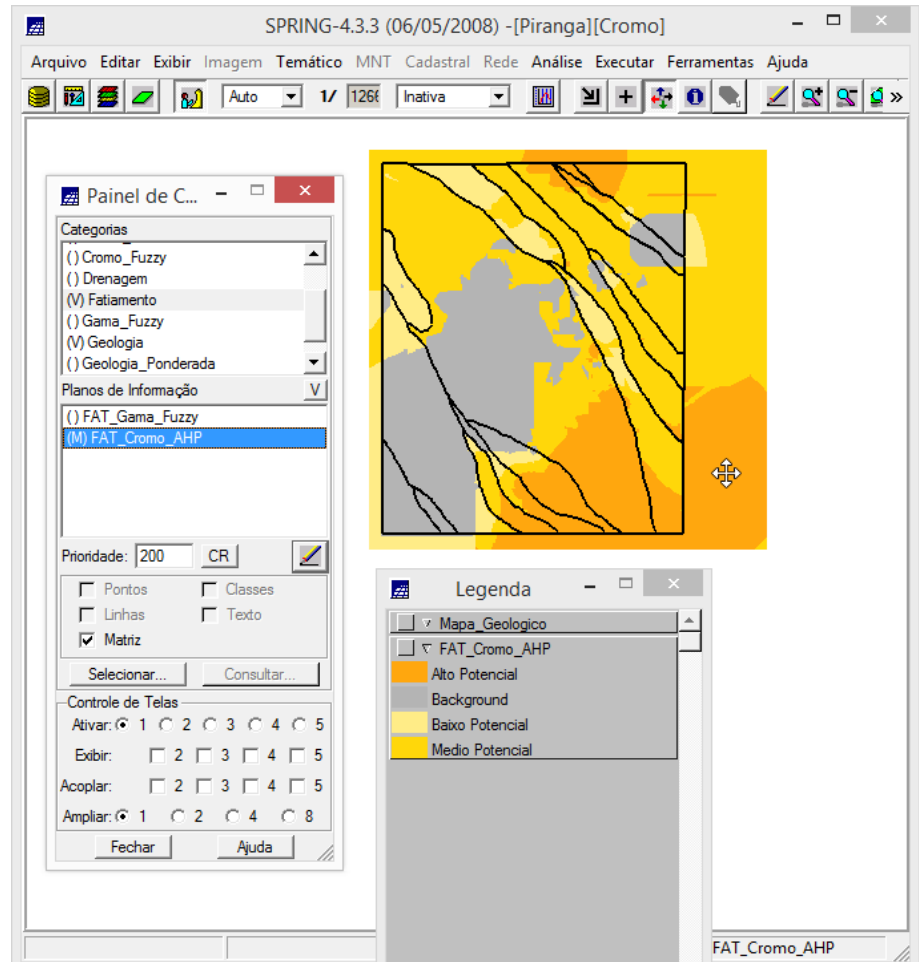 SPRING-4.3.3 (06/05/2008) -[Piranga][Cromo]
Arquivo Editar Exibir Imagem Temático MNT Cadastral Rede Análise Executar Ferramentas Ajuda
Auto 1/ 1266 Inativa »
Painel de C...
Categorias
( ) Cromo_Fuzzy
( ) Drenagem
(V) Fatiamento
( ) Gama_Fuzzy
(V) Geologia
( ) Geologia_Ponderada
Planos de Informação V
( ) FAT_Gama_Fuzzy
(M) FAT_Cromo_AHP
Prioridade: 200 CR
Pontos Classes
Linhas Texto
Matriz
Selecionar... Consultar...
Controle de Telas
Ativar: 1 2 3 4 5
Exibir: 2 3 4 5
Acoplar: 2 3 4 5
Ampliar: 1 2 4 8
Fechar Ajuda
Legenda
Mapa_Geologico
FAT_Cromo_AHP
Alto Potencial
Background
Baixo Potencial
Medio Potencial
FAT_Cromo_AHP